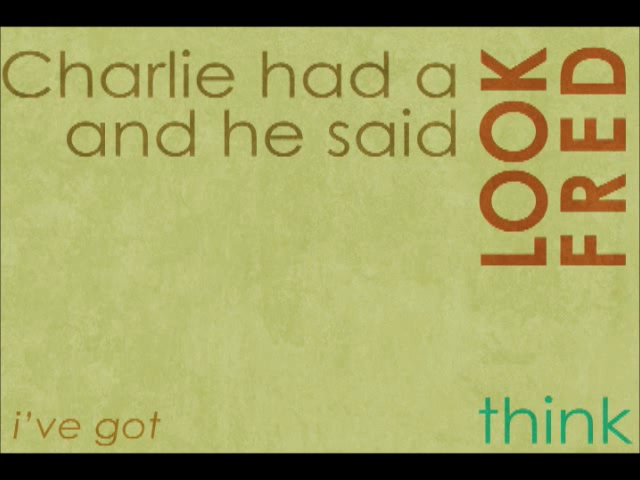 Charlie had a
and he said
LOOK
FRED
i've got
think